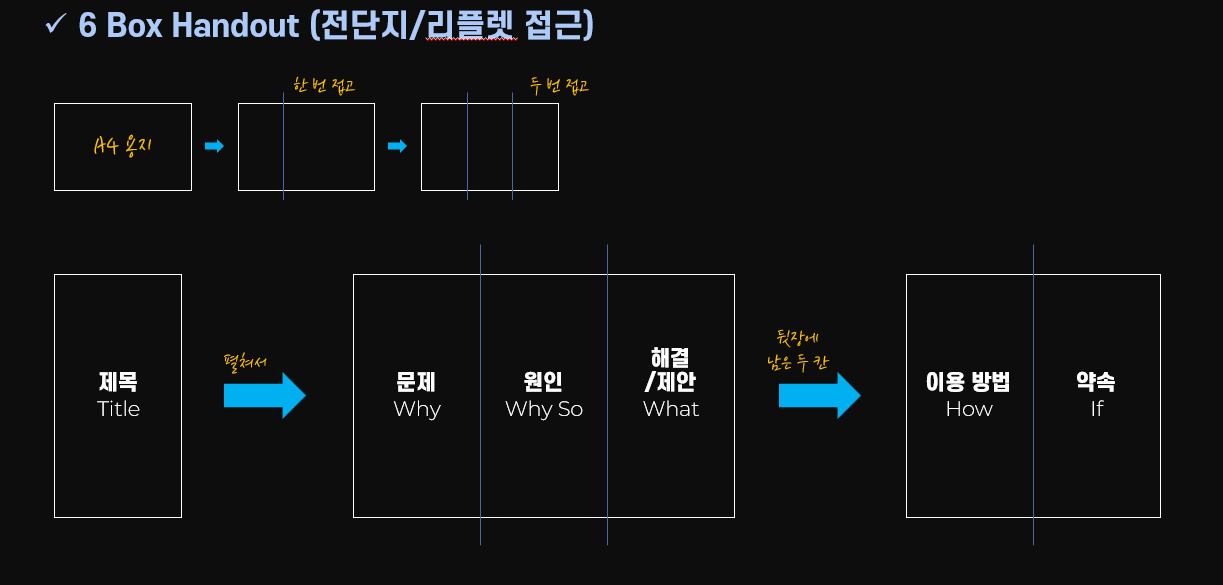 ✓ 6 Box Handout (전단지/리플렛 접근)
한 번 접고
두 번 접고
A4 용지
펼쳐서
뒷장에
남은 두 칸
제목
Title
문제
Why
원인
Why So
해결
/제안
What
이용 방법
How
약속
If